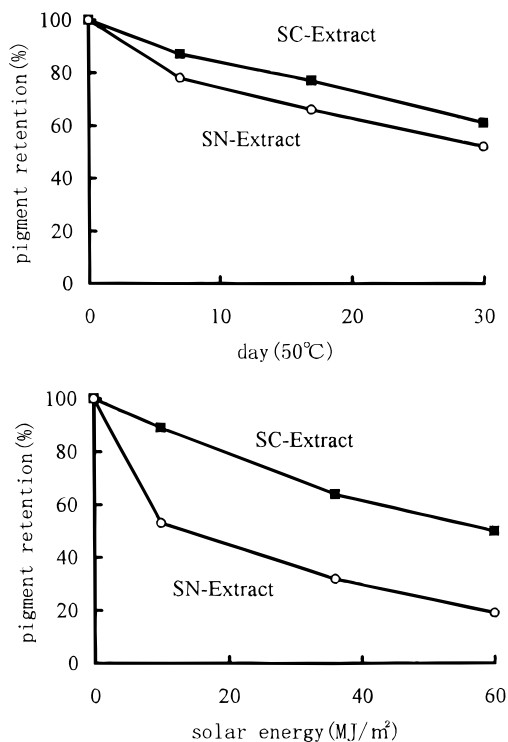 100
80
60
40
20
0
pigment retention(%)
SC-Extract
SN-Extract
0 10 20 30
day(50℃)
100
80
60
40
20
0
pigment retention(%)
SC-Extract
SN-Extract
0 20 40 60
solar energy(MJ/㎡)